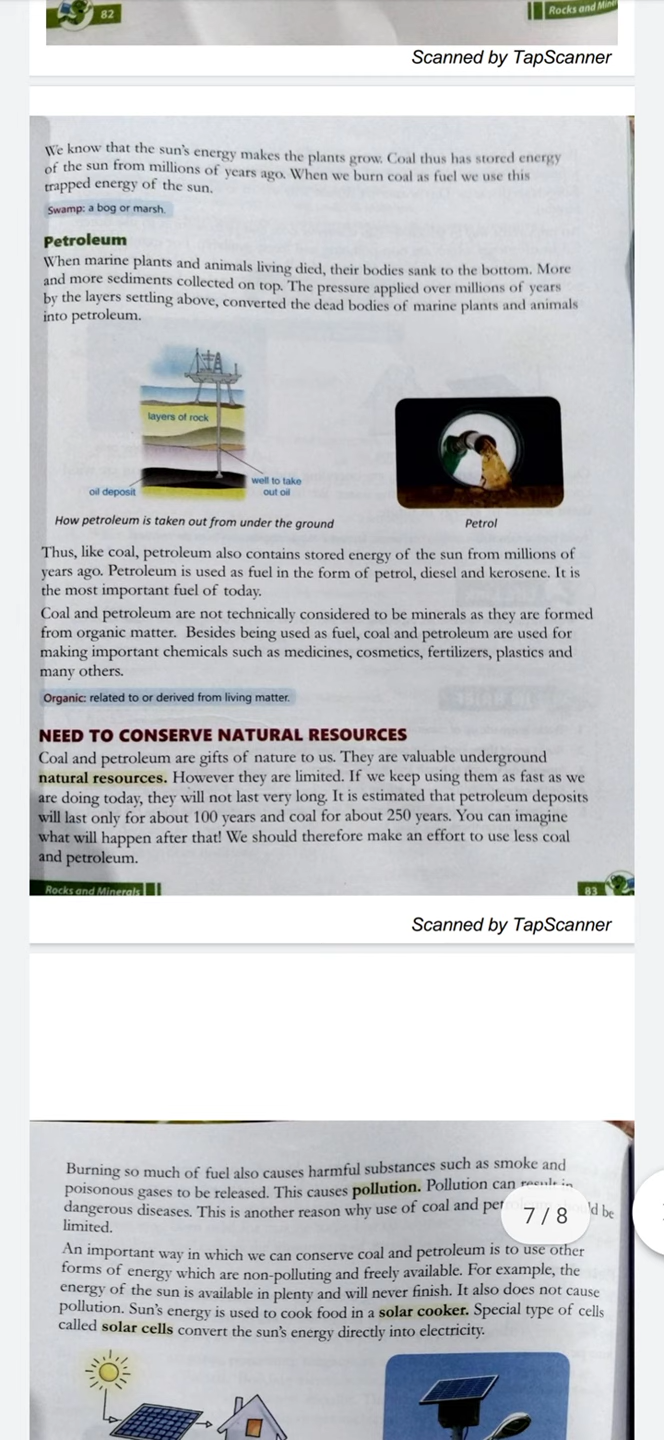 82
Rocks and
Scanned by TapScanner
We know that the sun's energy makes the plants grow. Coal thus has stored energy
of the sun from millions of years ago. When we burn coal as fuel we use this
trapped energy of the sun.
Swamp: a bog or marsh.
Petroleum
When marine plants and animals living died, their bodies sank to the bottom. More
and more sediments collected on top. The pressure applied over millions of years
by the layers settling above, converted the dead bodies of marine plants and animals
into petroleum.
layers of rock
well to take
out oil
oil deposit
How petroleum is taken out from under the ground
Petrol
Thus, like coal, petroleum also contains stored energy of the sun from millions of
years ago. Petroleum is used as fuel in the form of petrol, diesel and kerosene. It is
the most important fuel of today.
Coal and petroleum are not technically considered to be minerals as they are formed
from organic matter. Besides being used as fuel, coal and petroleum are used for
making important chemicals such as medicines, cosmetics, fertilizers, plastics and
many others.
Organic: related to or derived from living matter.
NEED TO CONSERVE NATURAL RESOURCES
Coal and petroleum are gifts of nature to us. They are valuable underground
natural resources. However they are limited. If we keep using them as fast as we
are doing today, they will not last very long. It is estimated that petroleum deposits
will last only for about 100 years and coal for about 250 years. You can imagine
what will happen after that! We should therefore make an effort to use less coal
and petroleum.
Rocks and Minerals
83
Scanned by TapScanner
Burning so much of fuel also causes harmful substances such as smoke and
poisonous gases to be released. This causes pollution. Pollution can result in
dangerous diseases. This is another reason why use of coal and pet
7 / 8
ld be
limited.
An important way in which we can conserve coal and petroleum is to use other
forms of energy which are non-polluting and freely available. For example, the
energy of the sun is available in plenty and will never finish. It also does not cause
pollution. Sun's energy is used to cook food in a solar cooker. Special type of cells
called solar cells convert the sun's energy directly into electricity.